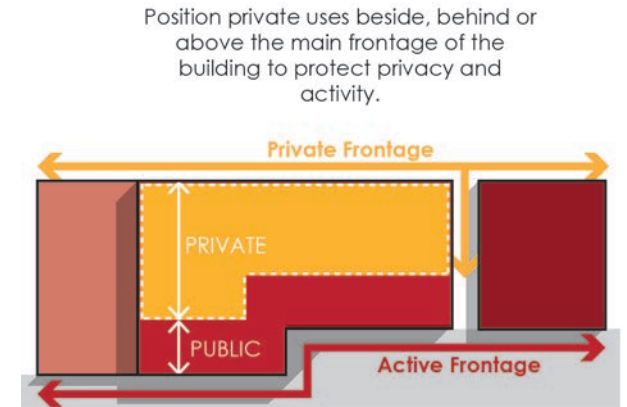 Position private uses beside, behind or
above the main frontage of the
building to protect privacy and
activity.
Private Frontage
PRIVATE
PUBLIC
Active Frontage